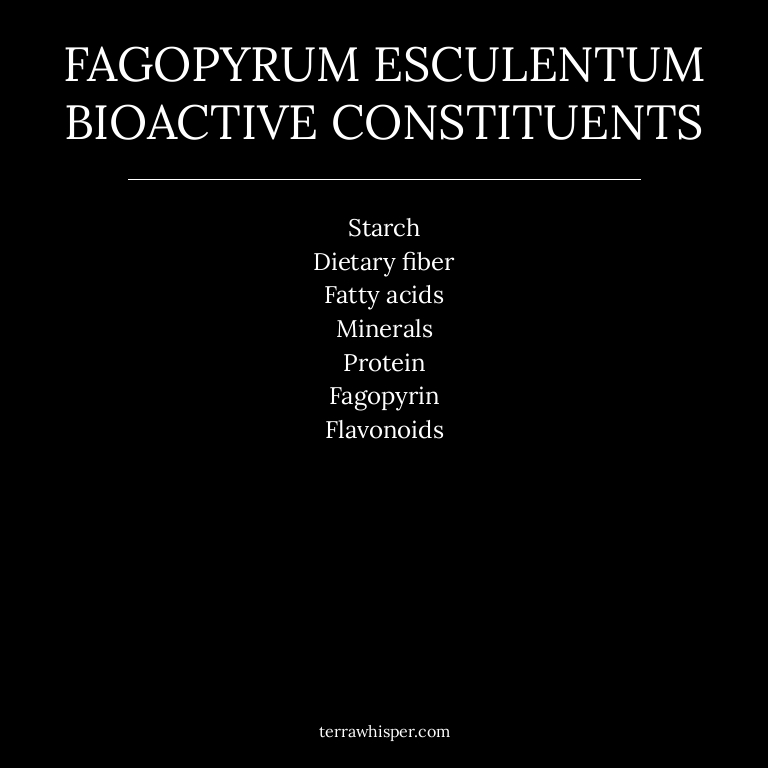 FAGOPYRUM ESCULENTUM
BIOACTIVE CONSTITUENTS
Starch
Dietary fiber
Fatty acids
Minerals
Protein
Fagopyrin
Flavonoids
terrawhisper.com